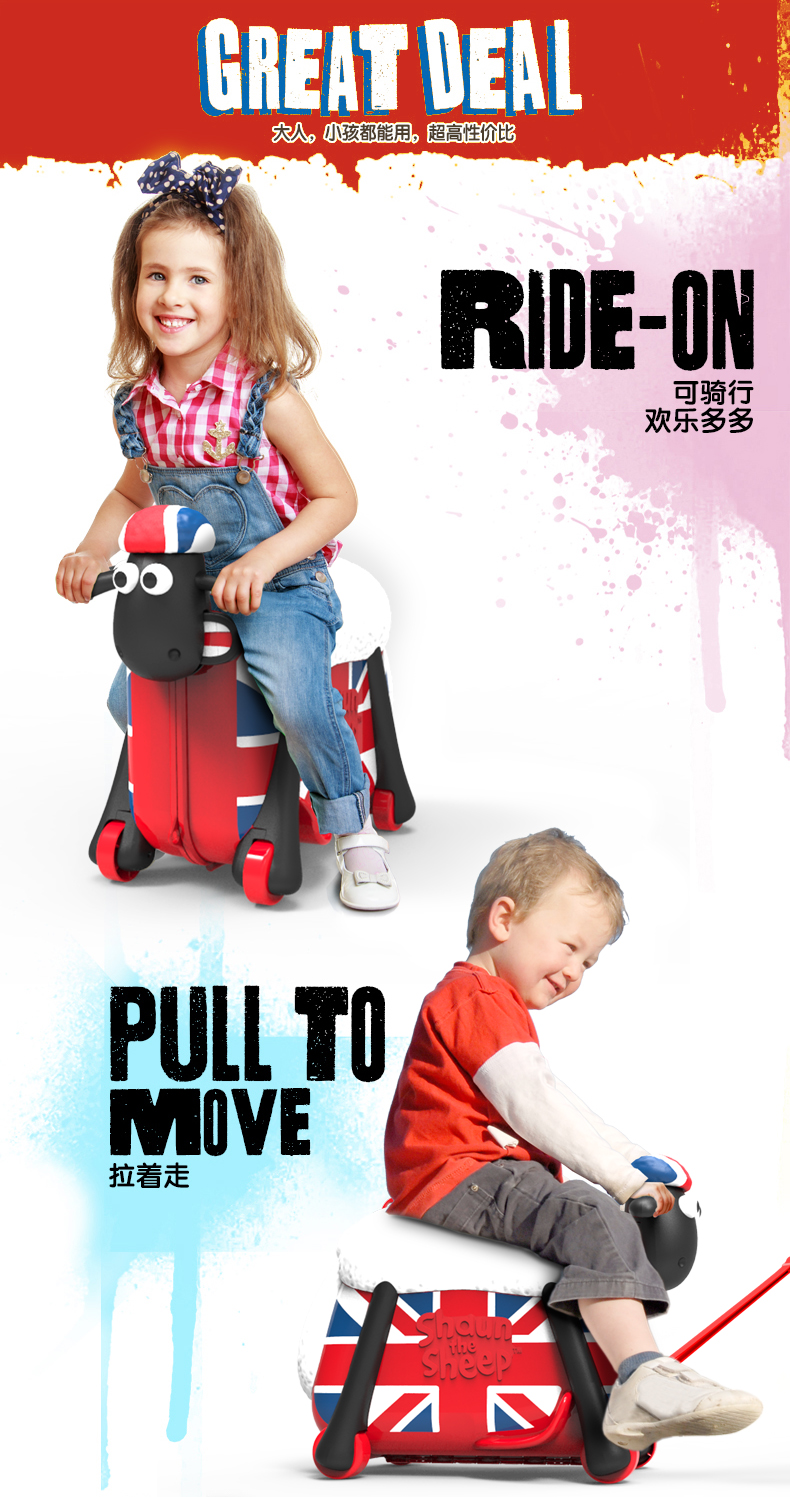 GREAT DEAL
大人，小孩都能用，超高性价比
RIDE-ON
可骑行
欢乐多多
PULL TO
MOVE
拉着走
Shaun
the
Sheep™